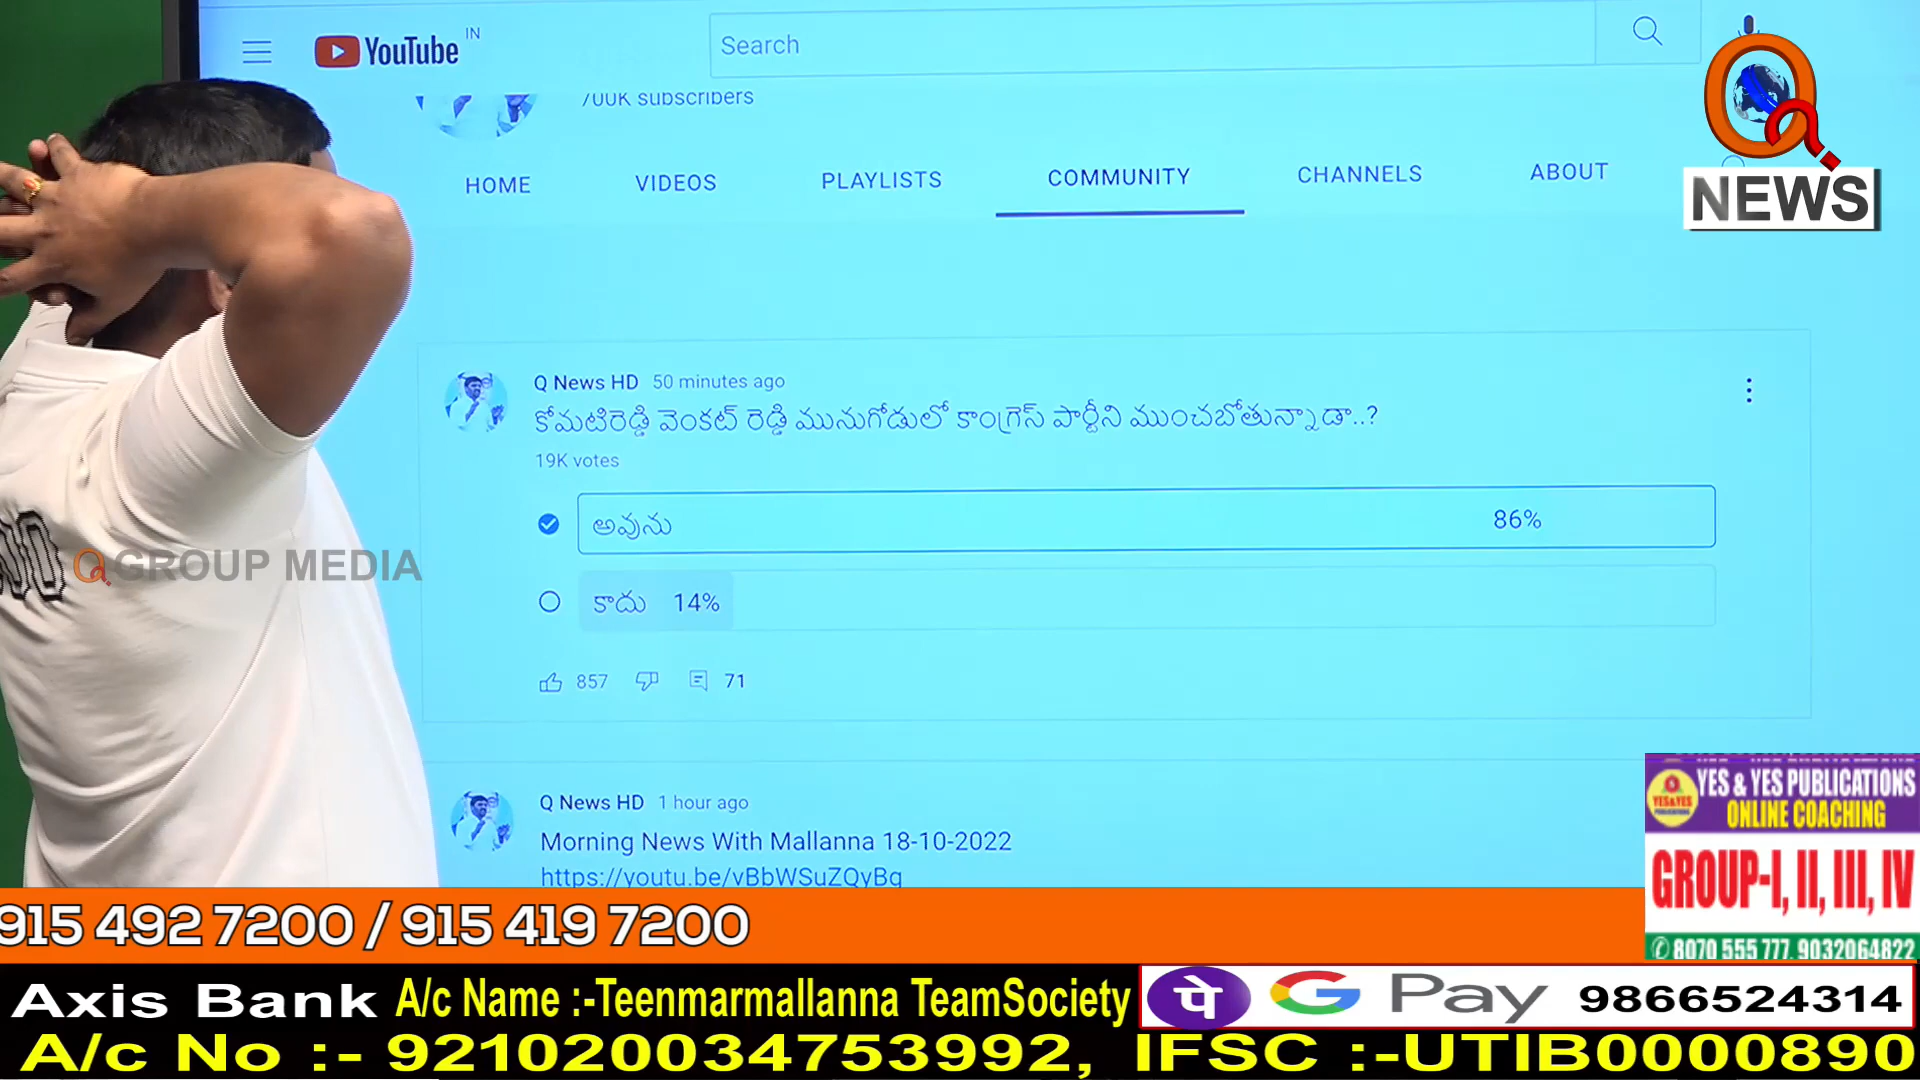 YouTube IN
Search
700K subscribers
HOME VIDEOS PLAYLISTS COMMUNITY CHANNELS ABOUT
Q
NEWS
Q News HD 50 minutes ago
కోమటిరెడ్డి వెంకట్ రెడ్డి మునుగోడులో కాంగ్రెస్ పార్టీని ముంచబోతున్నాడా..?
19K votes
అవును 86%
కాదు 14%
857 71
Q GROUP MEDIA
Q News HD 1 hour ago
Morning News With Mallanna 18-10-2022
https://youtu.be/vBbWSuZQyBg
YES & YES PUBLICATIONS
ONLINE COACHING
YES&YES
GROUP-I, II, III, IV
8070 555 777, 9032064822
915 492 7200 / 915 419 7200
Axis Bank A/c Name :-Teenmarmallanna TeamSociety
पे G Pay 9866524314
A/c No :- 921020034753992, IFSC :-UTIB0000890